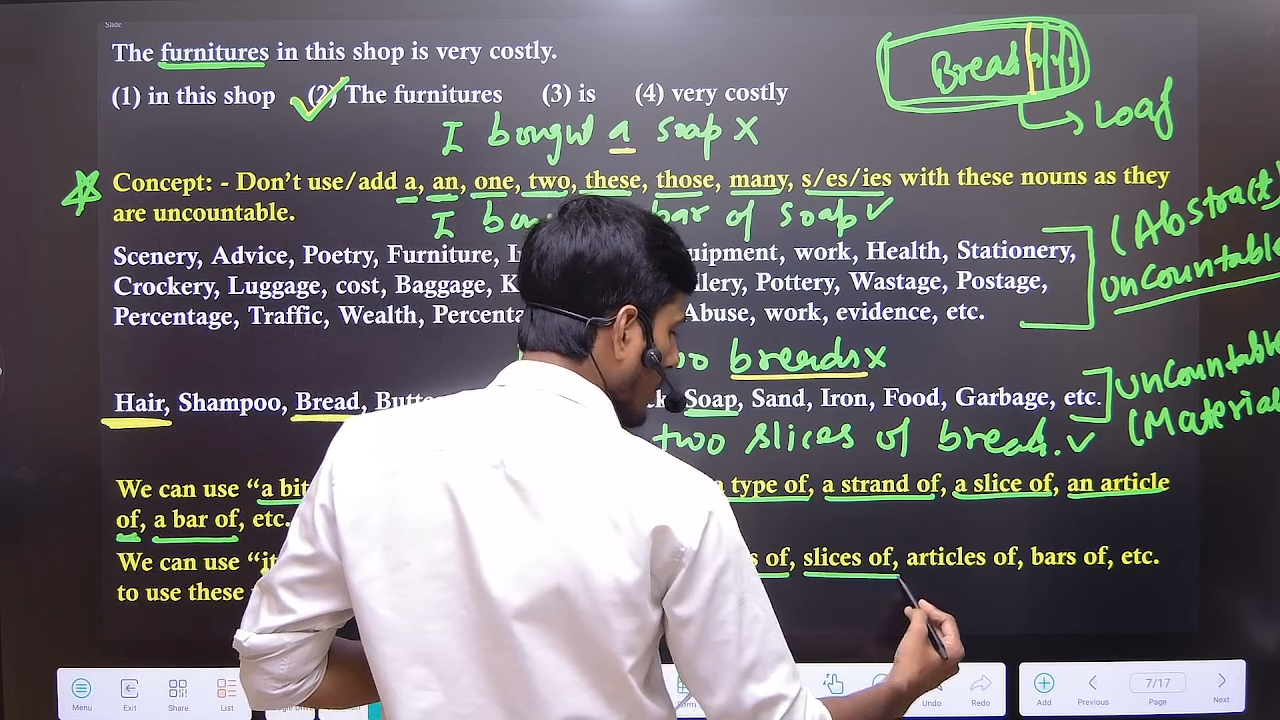 Slide
The furnitures in this shop is very costly.
Bread
(1) in this shop (2) The furnitures (3) is (4) very costly
Loaf
I bought a soap X
Concept: - Don't use/add a, an, one, two, these, those, many, s/es/ies with these nouns as they
are uncountable.
I bar of soap ✓
(Abstract)
Scenery, Advice, Poetry, Furniture, work, Health, Stationery,
uncountable
Crockery, Luggage, cost, Baggage, Pottery, Wastage, Postage,
Percentage, Traffic, Wealth, Abuse, work, evidence, etc.
breads X
Hair, Shampoo, Bread, Soap, Sand, Iron, Food, Garbage, etc.
uncountable
(Material
two slices of bread. ✓
We can use “a bit type of, a strand of, a slice of, an article
of, a bar of, etc.
We can use of, slices of, articles of, bars of, etc.
to use these
Menu Exit Share List Undo Redo Add Previous 7/17 Page Next